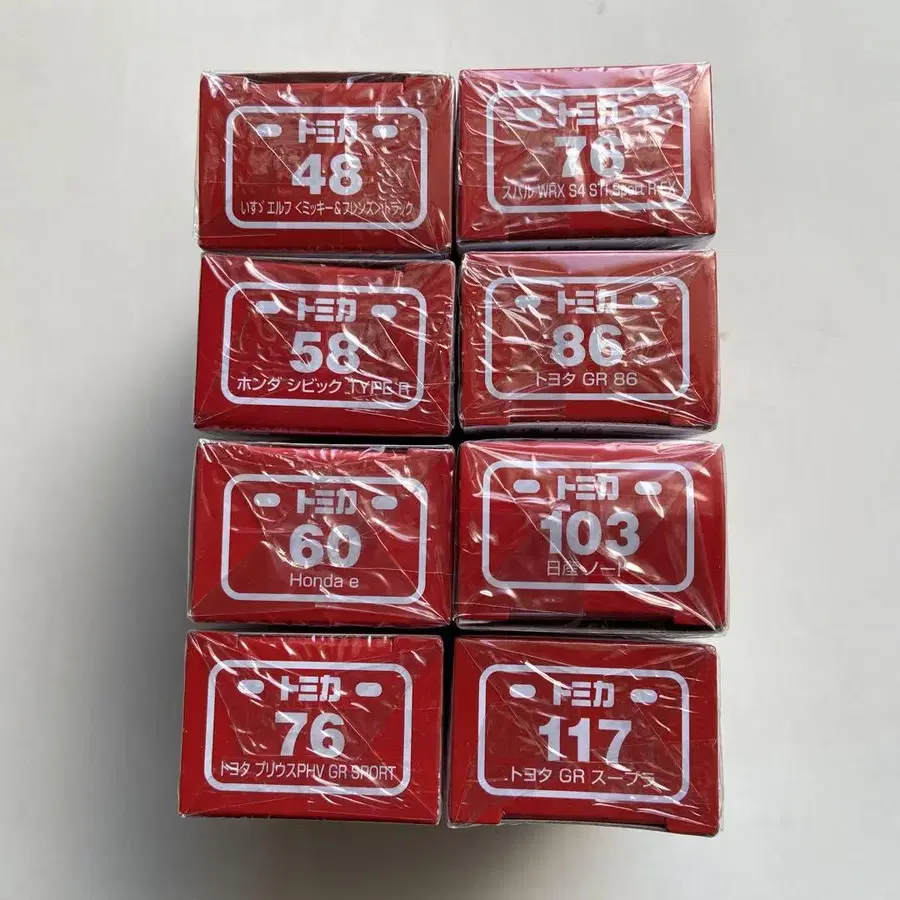 トミカ
48
いすゞ エルフ <ミッキー&フレンズ>トラック
トミカ
76
スバル WRX S4 STI Sport R EX
トミカ
58
ホンダ シビック TYPE R
トミカ
86
トヨタ GR 86
トミカ
60
Honda e
トミカ
103
日産 ノート
トミカ
76
トヨタ プリウスPHV GR SPORT
トミカ
117
トヨタ GR スープラ